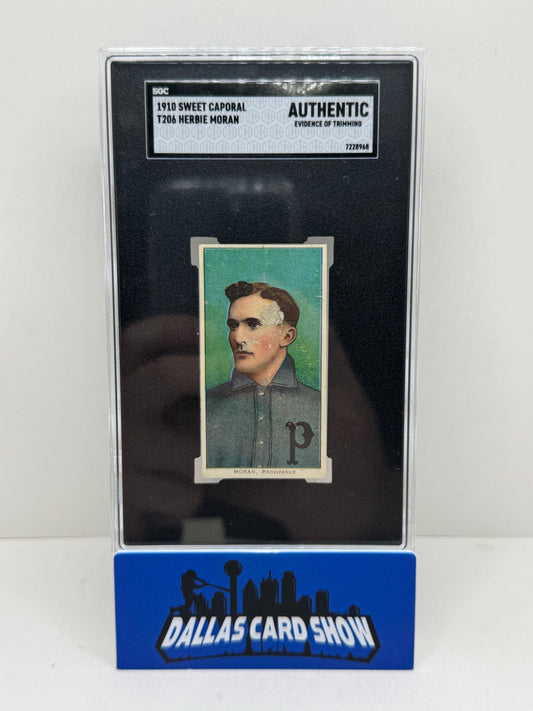 SGC
1910 SWEET CAPORAL
T206 HERBIE MORAN
AUTHENTIC
EVIDENCE OF TRIMMING
7228968
P
MORAN, PROVIDENCE
DALLAS CARD SHOW